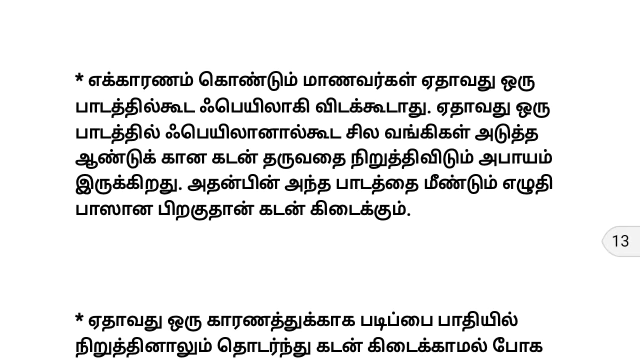 * எக்காரணம் கொண்டும் மாணவர்கள் ஏதாவது ஒரு
பாடத்தில்கூட ஃபெயிலாகி விடக்கூடாது. ஏதாவது ஒரு
பாடத்தில் ஃபெயிலானால்கூட சில வங்கிகள் அடுத்த
ஆண்டுக் கான கடன் தருவதை நிறுத்திவிடும் அபாயம்
இருக்கிறது. அதன்பின் அந்த பாடத்தை மீண்டும் எழுதி
பாஸான பிறகுதான் கடன் கிடைக்கும்.
13
* ஏதாவது ஒரு காரணத்துக்காக படிப்பை பாதியில்
நிறுத்தினாலும் தொடர்ந்து கடன் கிடைக்காமல் போக